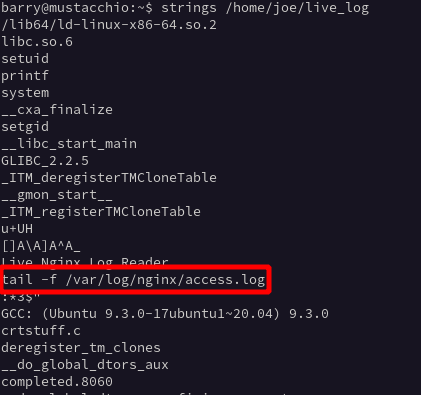 barry@mustacchio:~$ strings /home/joe/live_log
/lib64/ld-linux-x86-64.so.2
libc.so.6
setuid
printf
system
__cxa_finalize
setgid
__libc_start_main
GLIBC_2.2.5
_ITM_deregisterTMCloneTable
__gmon_start__
_ITM_registerTMCloneTable
u+UH
[]A\A]A^A_
Live Nginx Log Reader
tail -f /var/log/nginx/access.log
:*3$"
GCC: (Ubuntu 9.3.0-17ubuntu1~20.04) 9.3.0
crtstuff.c
deregister_tm_clones
__do_global_dtors_aux
completed.8060